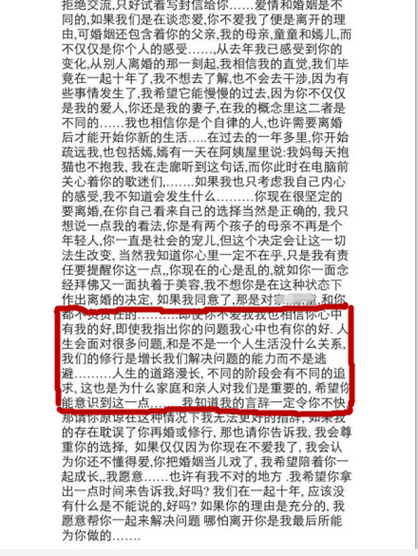 拒绝交流,只好试着写封信给你……爱情和婚姻是不
同的,如果我们是在谈恋爱,你不爱我了便是离开的理
由,可婚姻还包含着你的父亲,我的母亲,童童和嫣儿,而
不仅仅是你个人的感受……,从去年我已感受到你的
变化,从别人离婚的那一刻起,我相信我的直觉,我们毕
竟在一起十年了,我不想去了解,也不会去干涉,因为有
些事情发生了,我希望它能慢慢的过去,因为你不仅仅
是我的爱人,你还是我的妻子,在我的概念里这二者是
不同的……我也相信你是个自律的人,也许需要离婚
后才能开始你新的生活…..在过去的一年多里,你开始
疏远我,也包括嫣,嫣有一天在阿姨屋里说:我妈每天抱
猫也不抱我, 我在走廊听到这句话,而你此时在电脑前
关心着你的歌迷们,…….如果我也只考虑我自己内心
的感受,我不知道会发生什么………你现在很坚定的
要离婚,在你自己看来自己的选择当然是正确的, 我只
想说一点我的看法,你是有两个孩子的母亲不再是个
年轻人,你一直是社会的宠儿,但这个决定会让这一切
法生改变, 当然我知道你心里一定不在乎,只是我有责
任要提醒你这一点,,你现在的心是乱的,就如你一面念
经拜佛又一面执着于美容, 我不想你是在这种状态下
作出离婚的决定, 如果我同意了,那是对 ,和你
都不负责任的………即使你不爱我我也相信你心中
有我的好,即使我指出你的问题我心中也有你的好. 人
生会面对很多问题,和是不是一个人生活没什么关系,
我们的修行是增长我们解决问题的能力而不是逃
避………人生的道路漫长, 不同的阶段会有不同的追
求, 这也是为什么家庭和亲人对我们是重要的, 希望你
能意识到这一点…….我知道我的言辞一定令你不快,
那请你原谅在这种情况下我无法更好的措辞, 如果我
的存在耽误了你再婚或修行, 那也请你告诉我, 我会尊
重你的选择, 如果仅仅因为你现在不爱我了, 我会认
为你还不懂得爱,你把婚姻当儿戏了, 我希望陪着你一
起成长,,我愿意……也许有我不对的地方 .我希望你拿
出一点时间来告诉我,好吗? 我们在一起十年, 应该没
有什么是不能说的,好吗? 如果你的理由是充分的, 我
愿意帮你一起来解决问题 哪怕离开你是我最后所能
为你做的…….